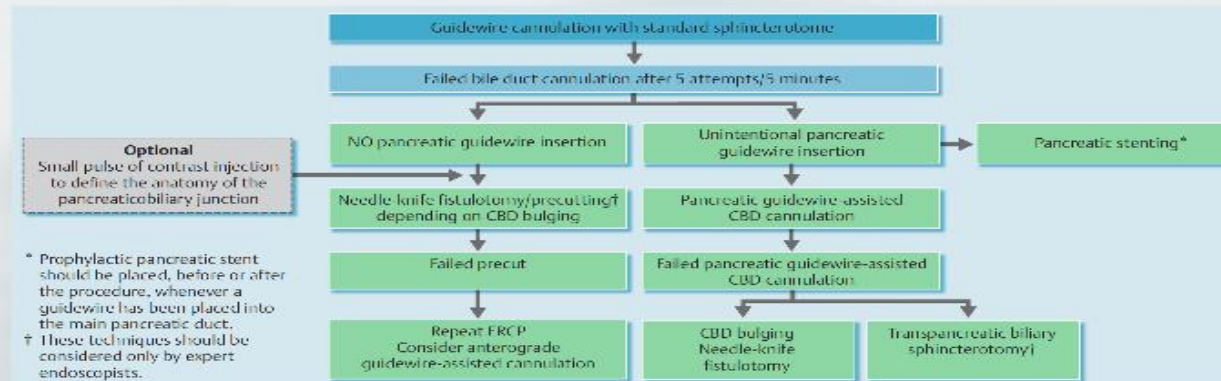 Guidewire cannulation with standard sphincterotome
Failed bile duct cannulation after 5 attempts/5 minutes
NO pancreatic guidewire insertion
Unintentional pancreatic
guidewire insertion
Pancreatic stenting*
Optional
Small pulse of contrast injection
to define the anatomy of the
pancreaticobiliary junction
Needle-knife fistulotomy/precutting†
depending on CBD bulging
Pancreatic guidewire-assisted
CBD cannulation
Failed precut
Failed pancreatic guidewire-assisted
CBD cannulation
Repeat ERCP
Consider anterograde
guidewire-assisted cannulation
CBD bulging
Needle-knife
fistulotomy
Transpancreatic biliary
sphincterotomy†
* Prophylactic pancreatic stent
should be placed, before or after
the procedure, whenever a
guidewire has been placed into
the main pancreatic duct.
† These techniques should be
considered only by expert
endoscopists.